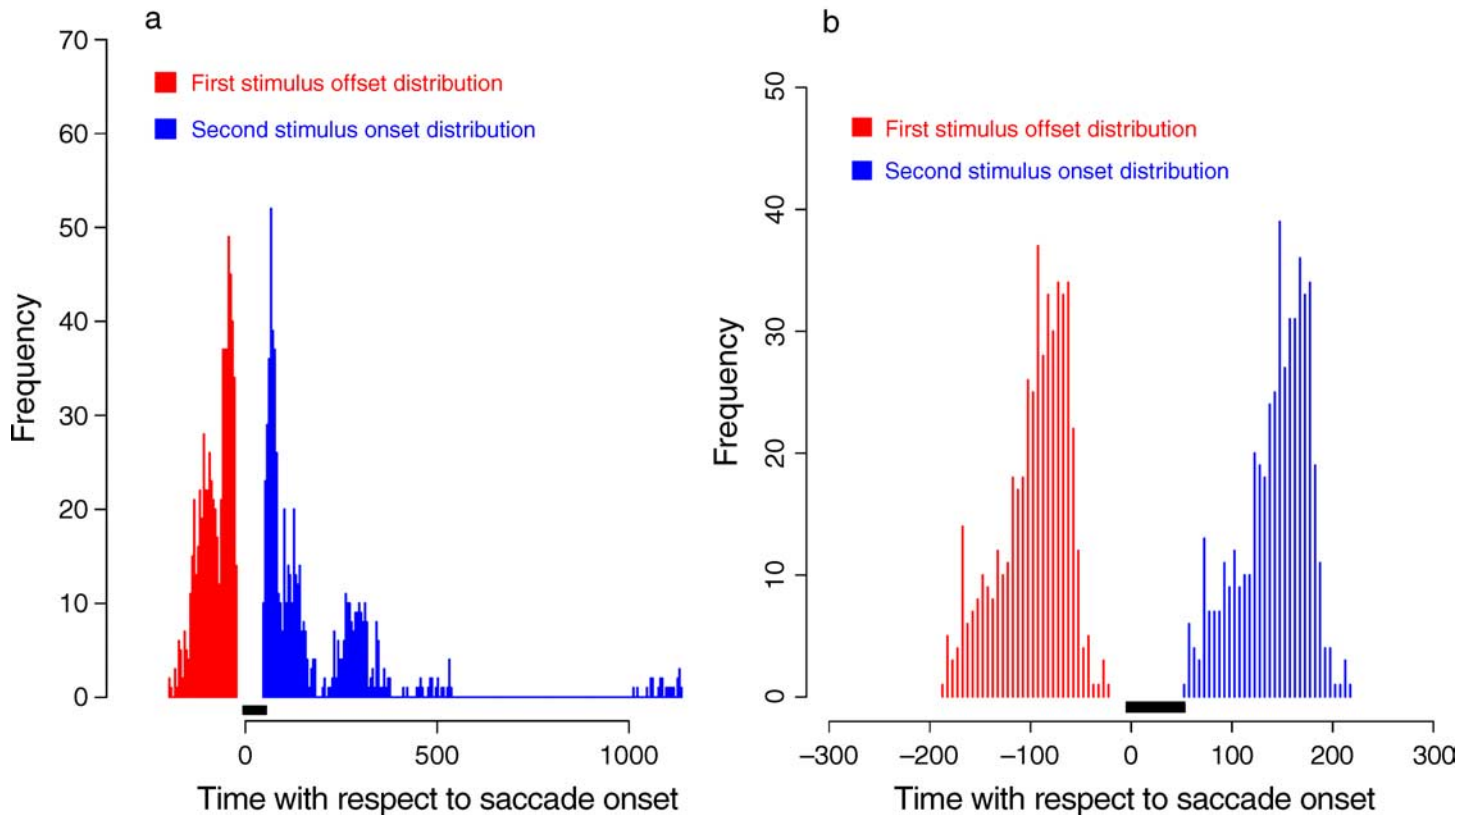 a
70
60
50
40
30
20
10
0
Frequency
First stimulus offset distribution
Second stimulus onset distribution
0 500 1000
Time with respect to saccade onset
b
50
40
30
20
10
0
Frequency
First stimulus offset distribution
Second stimulus onset distribution
−300 −200 −100 0 100 200 300
Time with respect to saccade onset